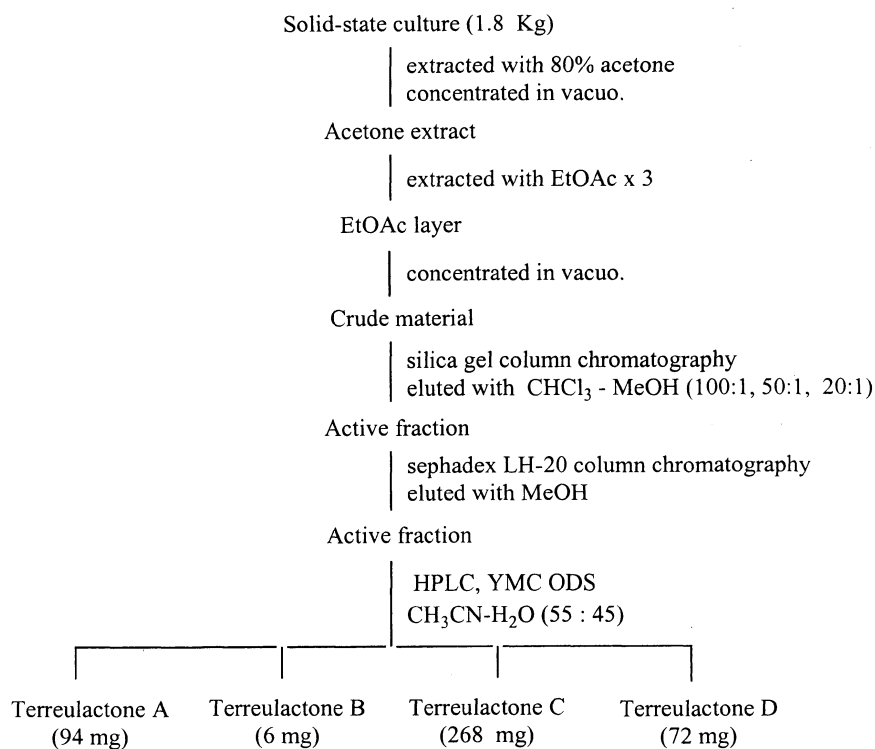 Solid-state culture (1.8 Kg)
extracted with 80% acetone
concentrated in vacuo.
Acetone extract
extracted with EtOAc x 3
EtOAc layer
concentrated in vacuo.
Crude material
silica gel column chromatography
eluted with CHCl₃ - MeOH (100:1, 50:1, 20:1)
Active fraction
sephadex LH-20 column chromatography
eluted with MeOH
Active fraction
HPLC, YMC ODS
CH₃CN-H₂O (55 : 45)
Terreulactone A
(94 mg)
Terreulactone B
(6 mg)
Terreulactone C
(268 mg)
Terreulactone D
(72 mg)